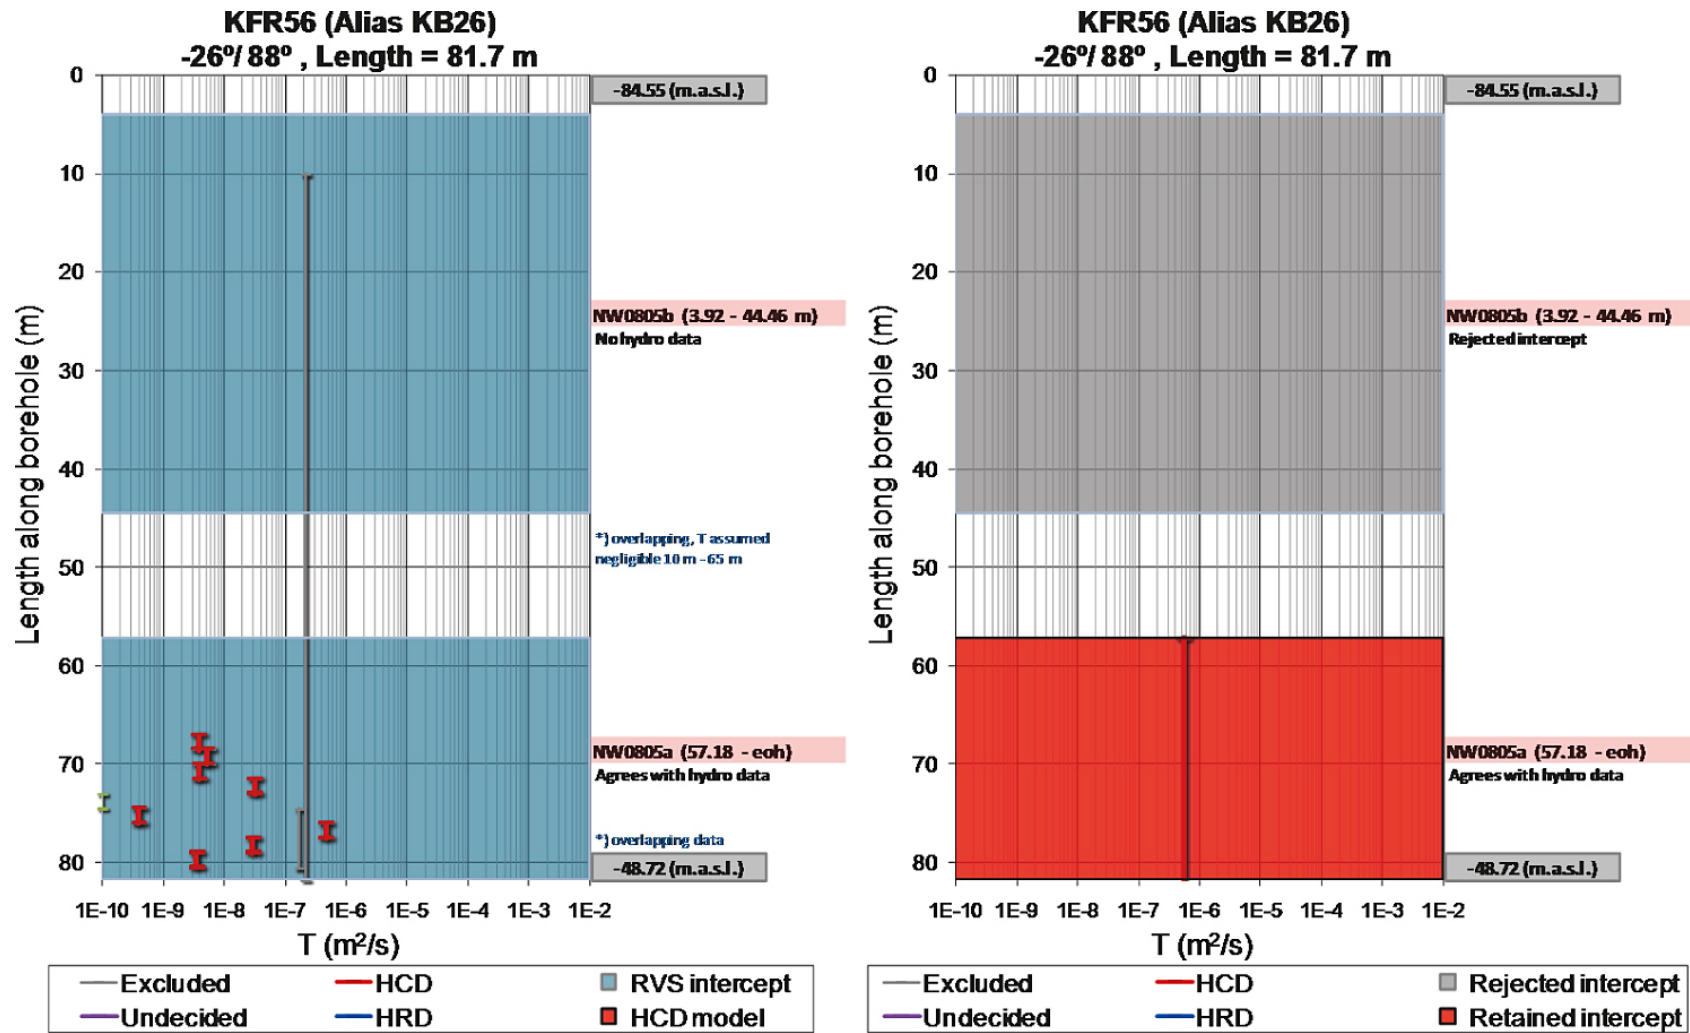 KFR56 (Alias KB26)
-26º/ 88º , Length = 81.7 m
0
10
20
30
40
50
60
70
80
Length along borehole (m)
-84.55 (m.a.s.l.)
NW0805b (3.92 - 44.46 m)
No hydro data
*) overlapping, T assumed
negligible 10 m - 65 m
NW0805a (57.18 - eoh)
Agrees with hydro data
*) overlapping data
-48.72 (m.a.s.l.)
1E-10 1E-9 1E-8 1E-7 1E-6 1E-5 1E-4 1E-3 1E-2
T (m²/s)
Excluded HCD RVS intercept
Undecided HRD HCD model
KFR56 (Alias KB26)
-26º/ 88º , Length = 81.7 m
0
10
20
30
40
50
60
70
80
Length along borehole (m)
-84.55 (m.a.s.l.)
NW0805b (3.92 - 44.46 m)
Rejected intercept
NW0805a (57.18 - eoh)
Agrees with hydro data
-48.72 (m.a.s.l.)
1E-10 1E-9 1E-8 1E-7 1E-6 1E-5 1E-4 1E-3 1E-2
T (m²/s)
Excluded HCD Rejected intercept
Undecided HRD Retained intercept